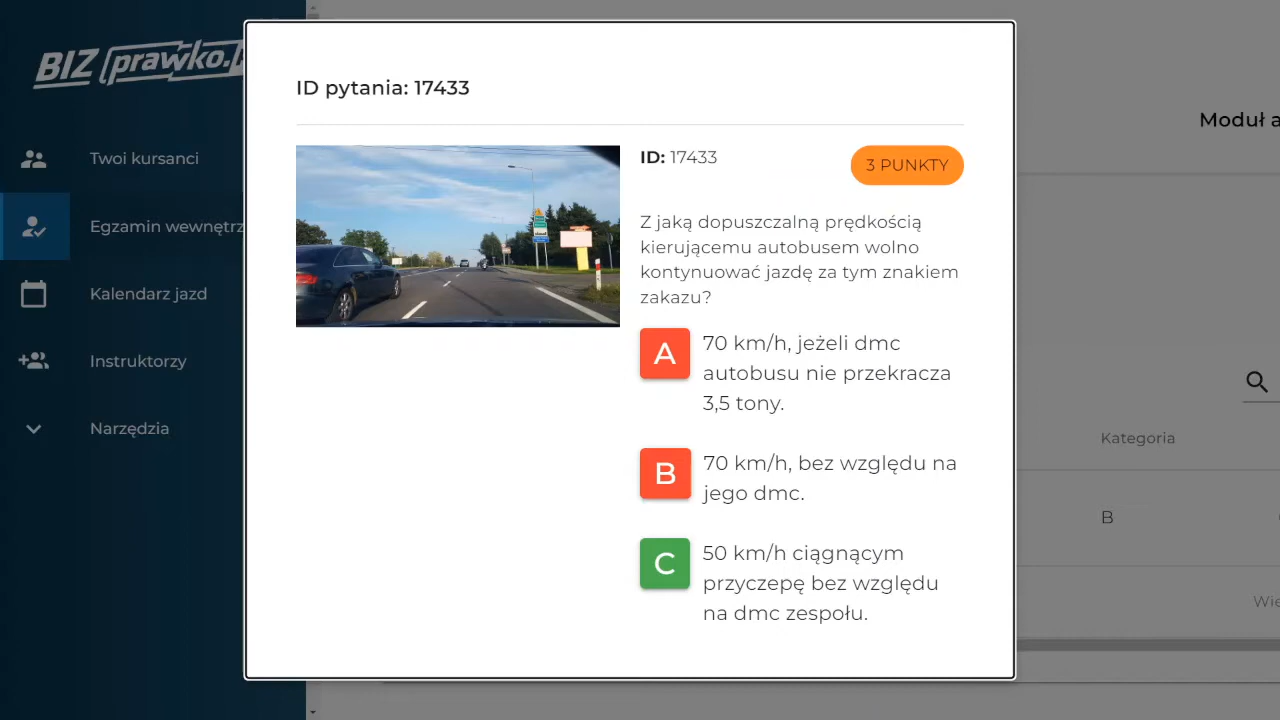 BIZ prawko.
Twoi kursanci
Egzamin wewnętrz
Kalendarz jazd
Instruktorzy
Narzędzia
ID pytania: 17433
ID: 17433
3 PUNKTY
Z jaką dopuszczalną prędkością
kierującemu autobusem wolno
kontynuować jazdę za tym znakiem
zakazu?
A
70 km/h, jeżeli dmc
autobusu nie przekracza
3,5 tony.
B
70 km/h, bez względu na
jego dmc.
C
50 km/h ciągnącym
przyczepę bez względu
na dmc zespołu.
Moduł a
Kategoria
B
Wie